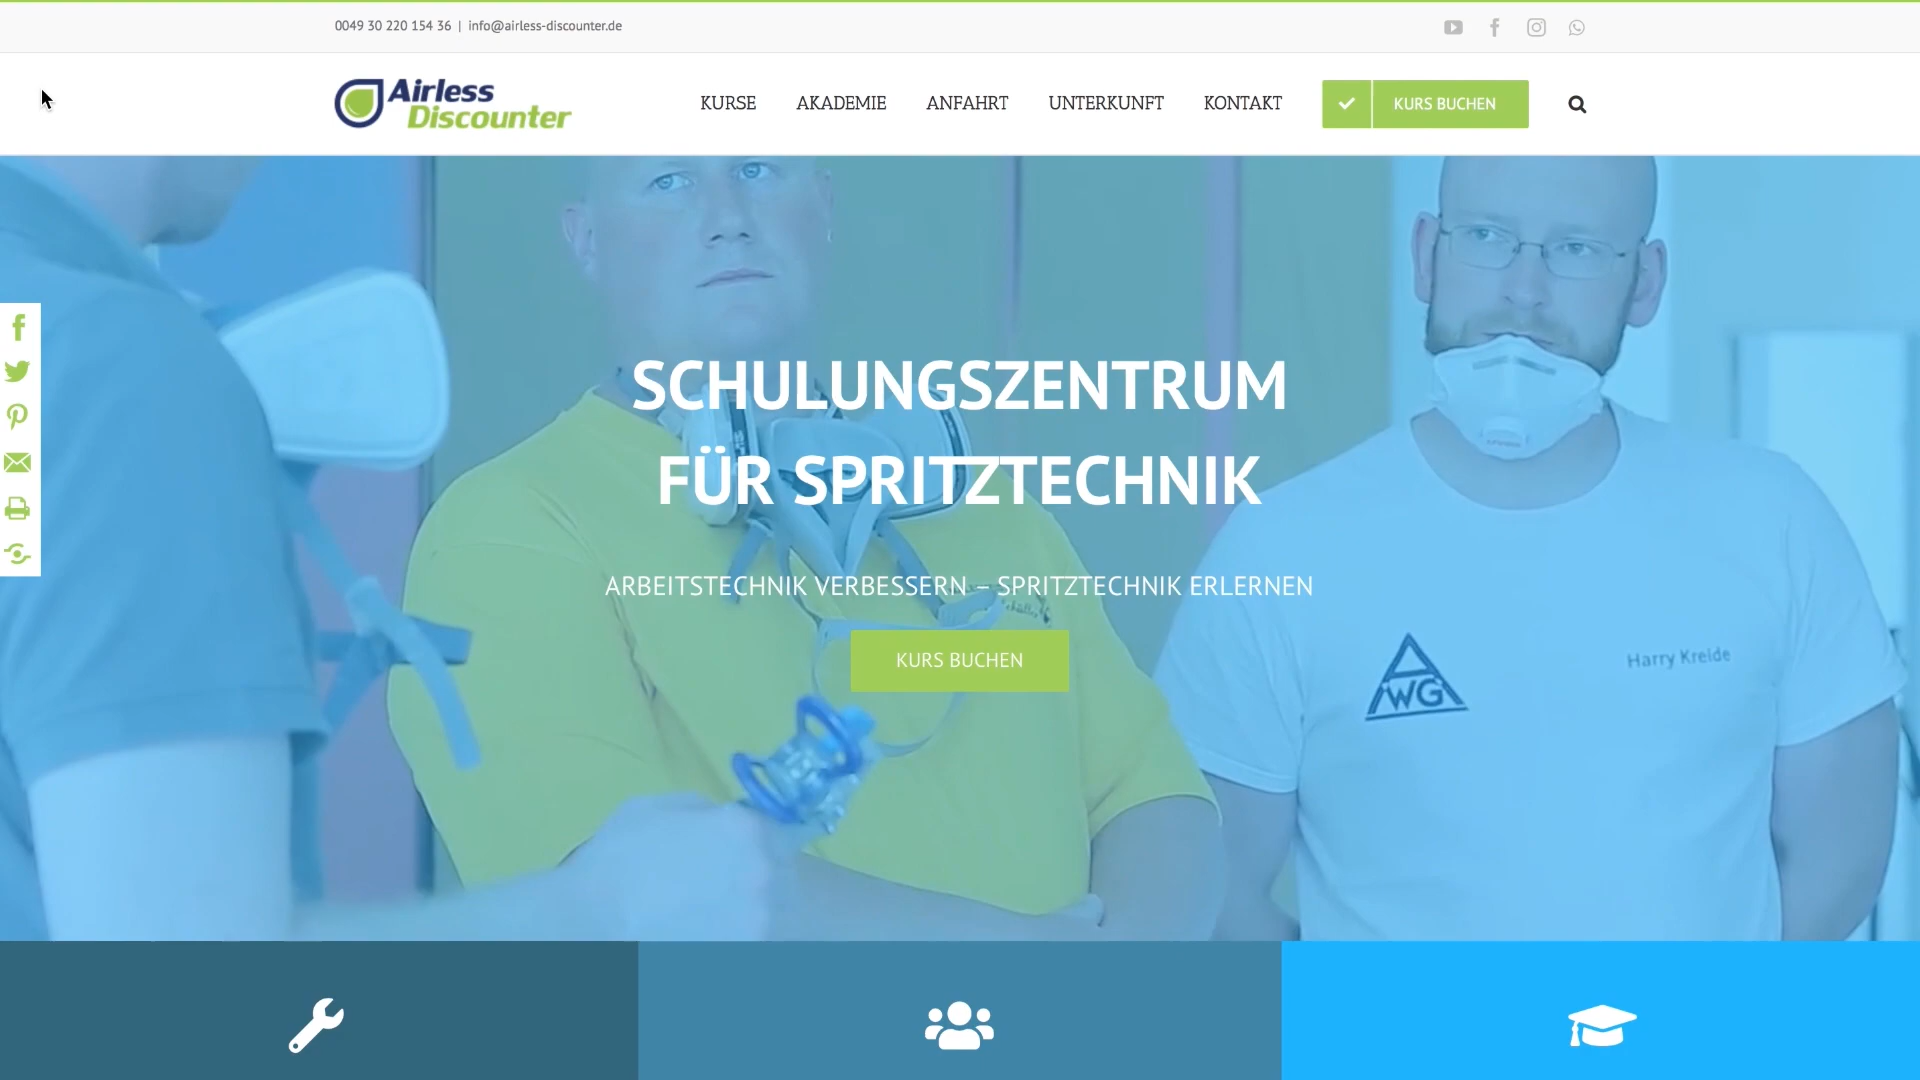 0049 30 220 154 36 | info@airless-discounter.de
Airless
Discounter
KURSE AKADEMIE ANFAHRT UNTERKUNFT KONTAKT KURS BUCHEN
SCHULUNGSZENTRUM
FÜR SPRITZTECHNIK
ARBEITSTECHNIK VERBESSERN – SPRITZTECHNIK ERLERNEN
KURS BUCHEN
Harry Kreide
WG